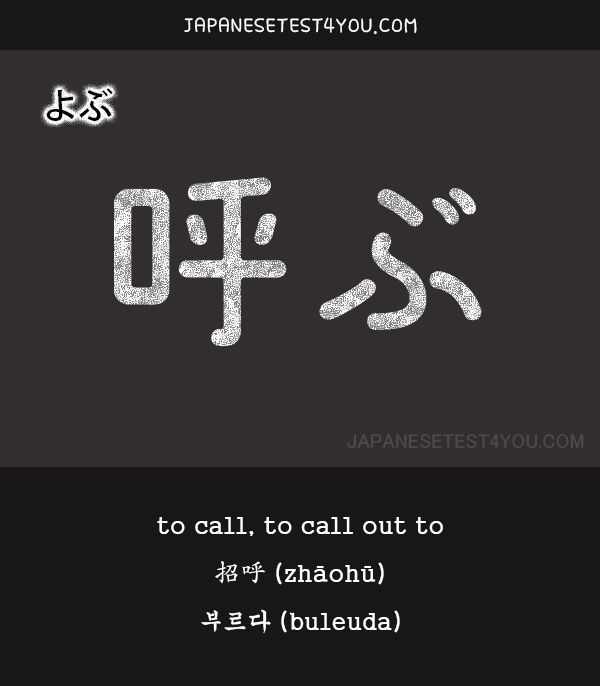 JAPANESETEST4YOU.COM
よぶ
呼ぶ
JAPANESETEST4YOU.COM
to call, to call out to
招呼 (zhāohū)
부르다 (buleuda)